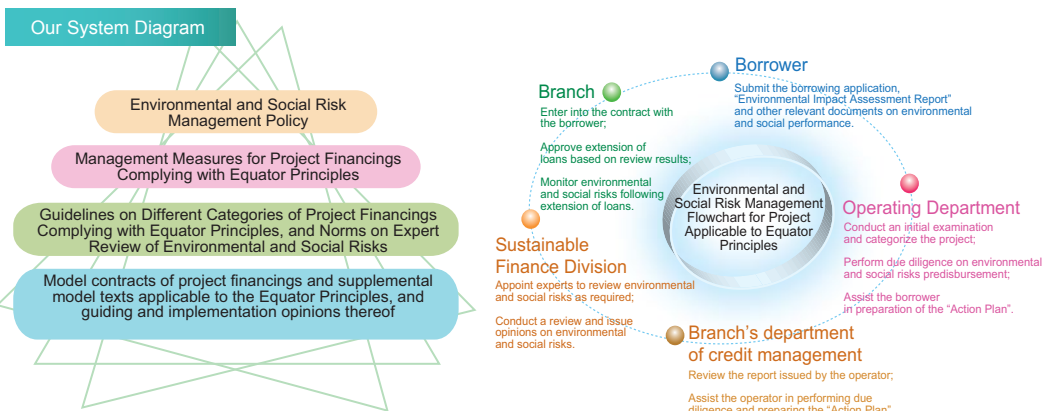 Our System Diagram
Environmental and Social Risk
Management Policy
Management Measures for Project Financings
Complying with Equator Principles
Guidelines on Different Categories of Project Financings
Complying with Equator Principles, and Norms on Expert
Review of Environmental and Social Risks
Model contracts of project financings and supplemental
model texts applicable to the Equator Principles, and
guiding and implementation opinions thereof
Borrower
Submit the borrowing application,
"Environmental Impact Assessment Report"
and other relevant documents on environmental
and social performance.
Branch
Enter into the contract with
the borrower;
Approve extension of
loans based on review results;
Monitor environmental
and social risks following
extension of loans.
Environmental and
Social Risk Management
Flowchart for Project
Applicable to Equator
Principles
Operating Department
Conduct an initial examination
and categorize the project;
Perform due diligence on environmental
and social risks predisbursement;
Assist the borrower
in preparation of the "Action Plan".
Sustainable
Finance Division
Appoint experts to review environmental
and social risks as required;
Conduct a review and issue
opinions on environmental
and social risks.
Branch's department
of credit management
Review the report issued by the operator;
Assist the operator in performing due
diligence and preparing the "Action Plan"